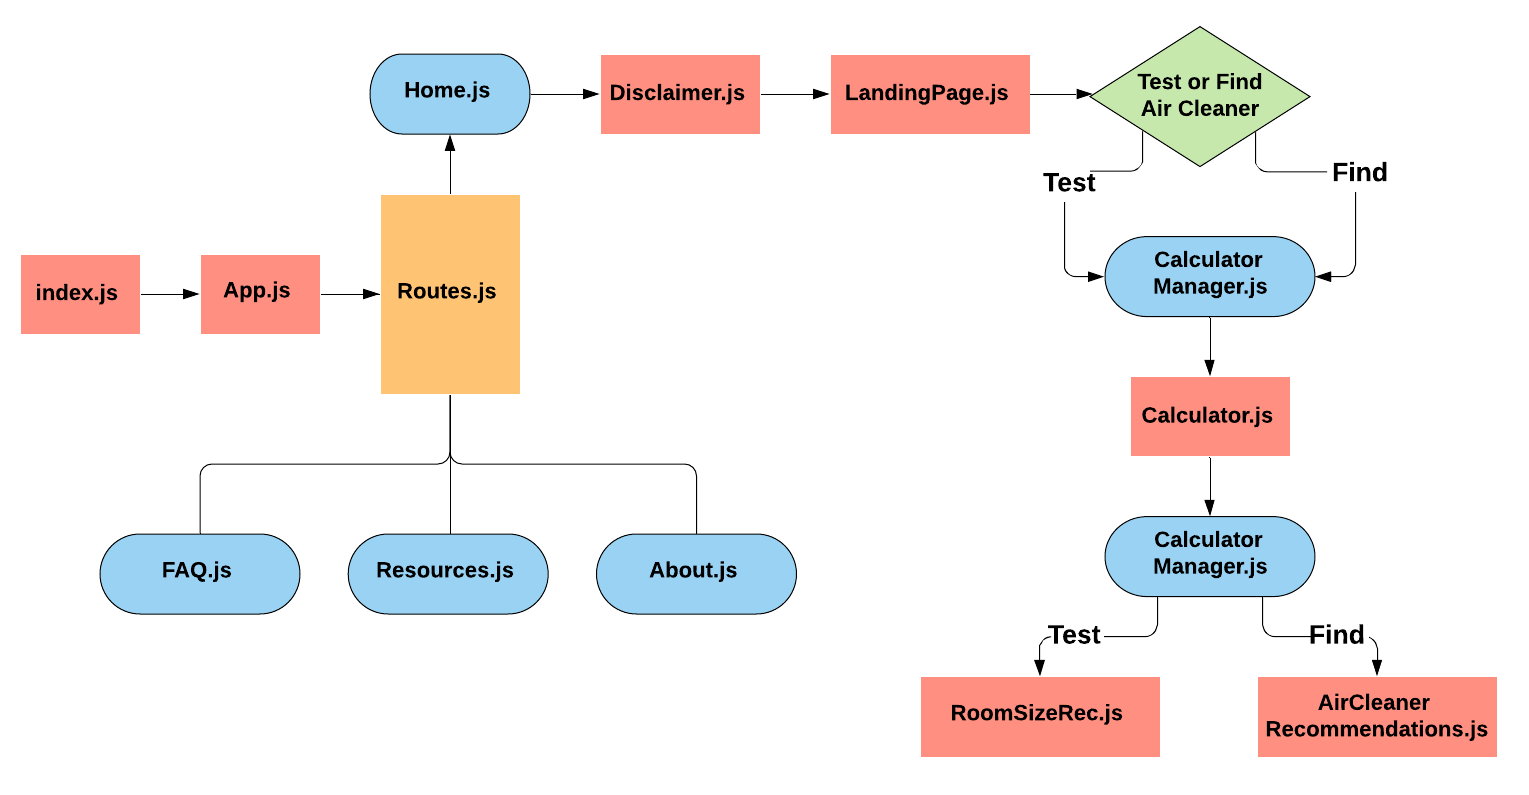 Home.js
Disclaimer.js
LandingPage.js
Test or Find
Air Cleaner
Test
Find
index.js
App.js
Routes.js
Calculator
Manager.js
Calculator.js
FAQ.js
Resources.js
About.js
Calculator
Manager.js
Test
Find
RoomSizeRec.js
AirCleaner
Recommendations.js